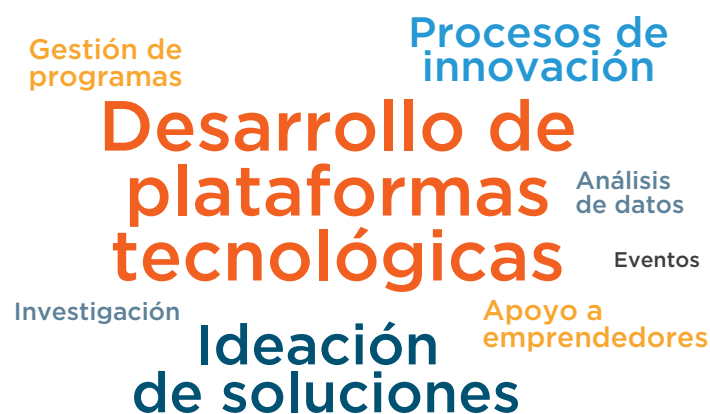 Gestión de
programas
Procesos de
innovación
Desarrollo de
plataformas
tecnológicas
Análisis
de datos
Eventos
Investigación
Apoyo a
emprendedores
Ideación
de soluciones